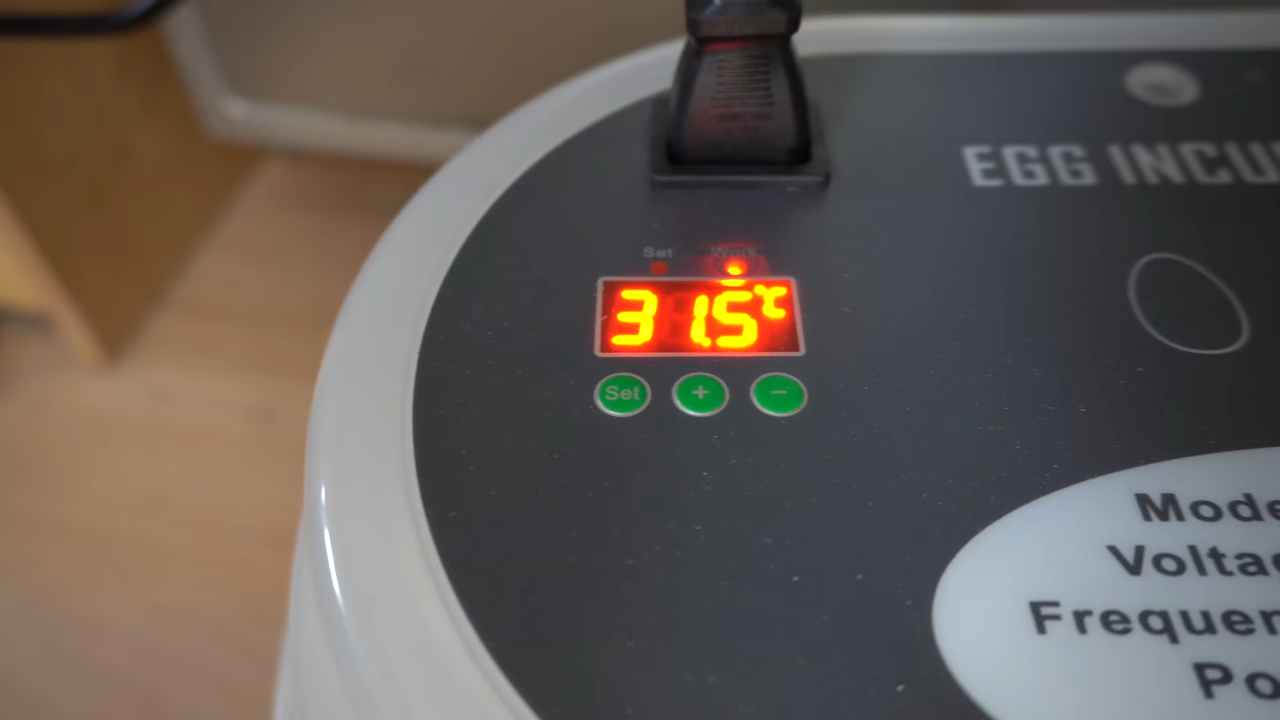 EGG INCU
Set Work
31.5℃
Set + −
Mode
Volta
Frequen
Po